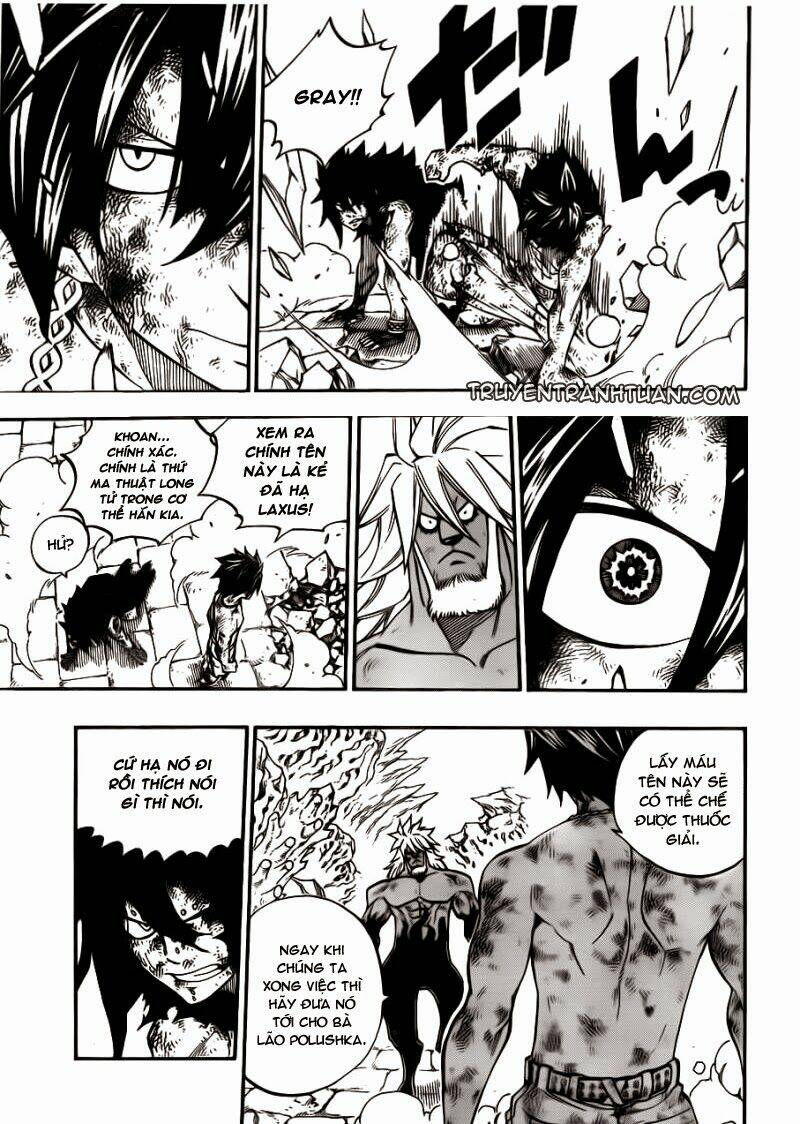 GRAY!!
ダダ
ん
TRUYENTRANHTUAN.COM
XEM RA
CHÍNH TÊN
NÀY LÀ KẺ
ĐÃ HẠ
LAXUS!
KHOAN...
CHÍNH XÁC.
CHÍNH LÀ THỨ
MA THUẬT LONG
TỬ TRONG CƠ
THỂ HẮN KIA.
HỬ?
LẤY MÁU
TÊN NÀY SẼ
CÓ THỂ CHẾ
ĐƯỢC THUỐC
GIẢI.
NGAY KHI
CHÚNG TA
XONG VIỆC THÌ
HÃY ĐƯA NÓ
TỚI CHO BÀ
LÃO POLUSHKA.
CỨ HẠ NÓ ĐI
RỒI THÍCH NÓI
GÌ THÌ NÓI.